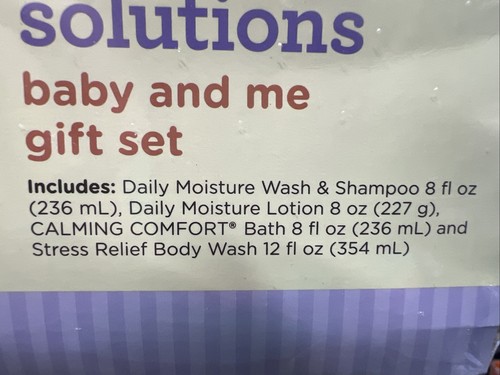 solutions
baby and me
gift set
Includes: Daily Moisture Wash & Shampoo 8 fl oz
(236 mL), Daily Moisture Lotion 8 oz (227 g),
CALMING COMFORT® Bath 8 fl oz (236 mL) and
Stress Relief Body Wash 12 fl oz (354 mL)